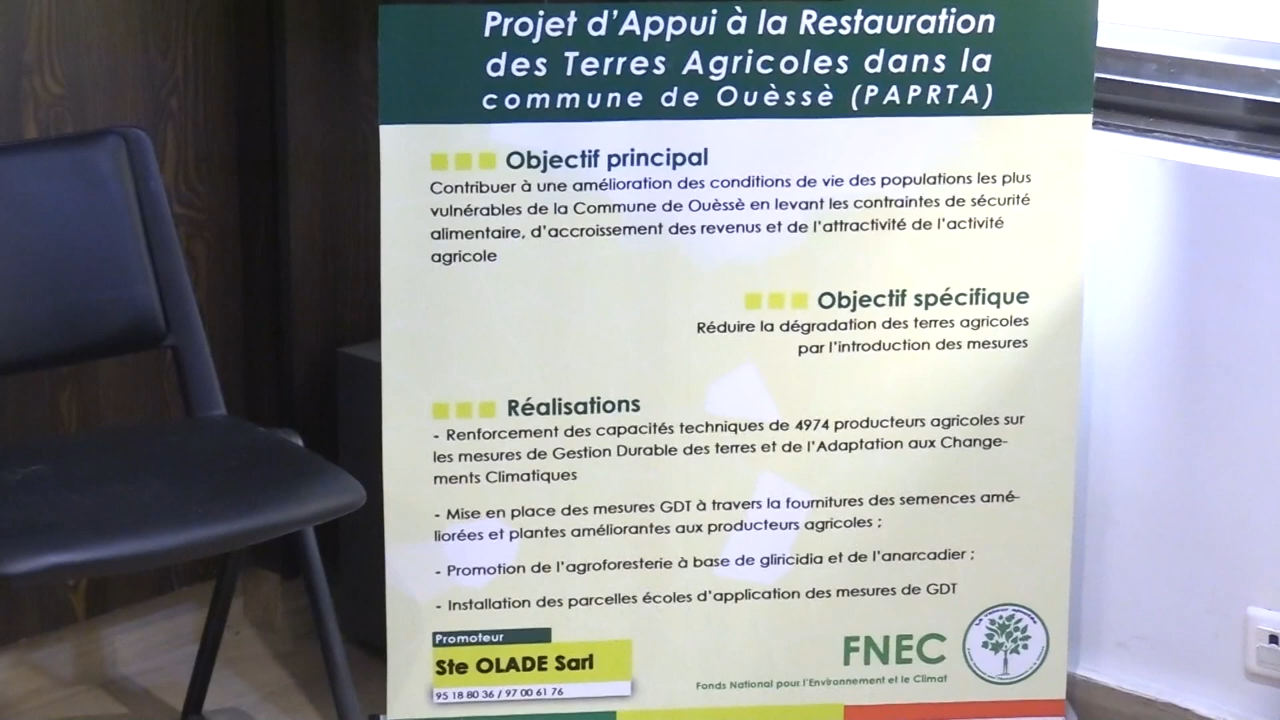 Projet d'Appui à la Restauration
des Terres Agricoles dans la
commune de Ouèssè (PAPRTA)
Objectif principal
Contribuer à une amélioration des conditions de vie des populations les plus
vulnérables de la Commune de Ouèssè en levant les contraintes de sécurité
alimentaire, d'accroissement des revenus et de l'attractivité de l'activité
agricole
Objectif spécifique
Réduire la dégradation des terres agricoles
par l'introduction des mesures
Réalisations
- Renforcement des capacités techniques de 4974 producteurs agricoles sur
les mesures de Gestion Durable des terres et de l'Adaptation aux Change-
ments Climatiques
- Mise en place des mesures GDT à travers la fournitures des semences amé-
liorées et plantes améliorantes aux producteurs agricoles ;
- Promotion de l'agroforesterie à base de gliricidia et de l'anarcadier ;
- Installation des parcelles écoles d'application des mesures de GDT
Promoteur
Ste OLADE Sarl
95 18 80 36 / 97 00 61 76
FNEC
Fonds National pour l'Environnement et le Climat